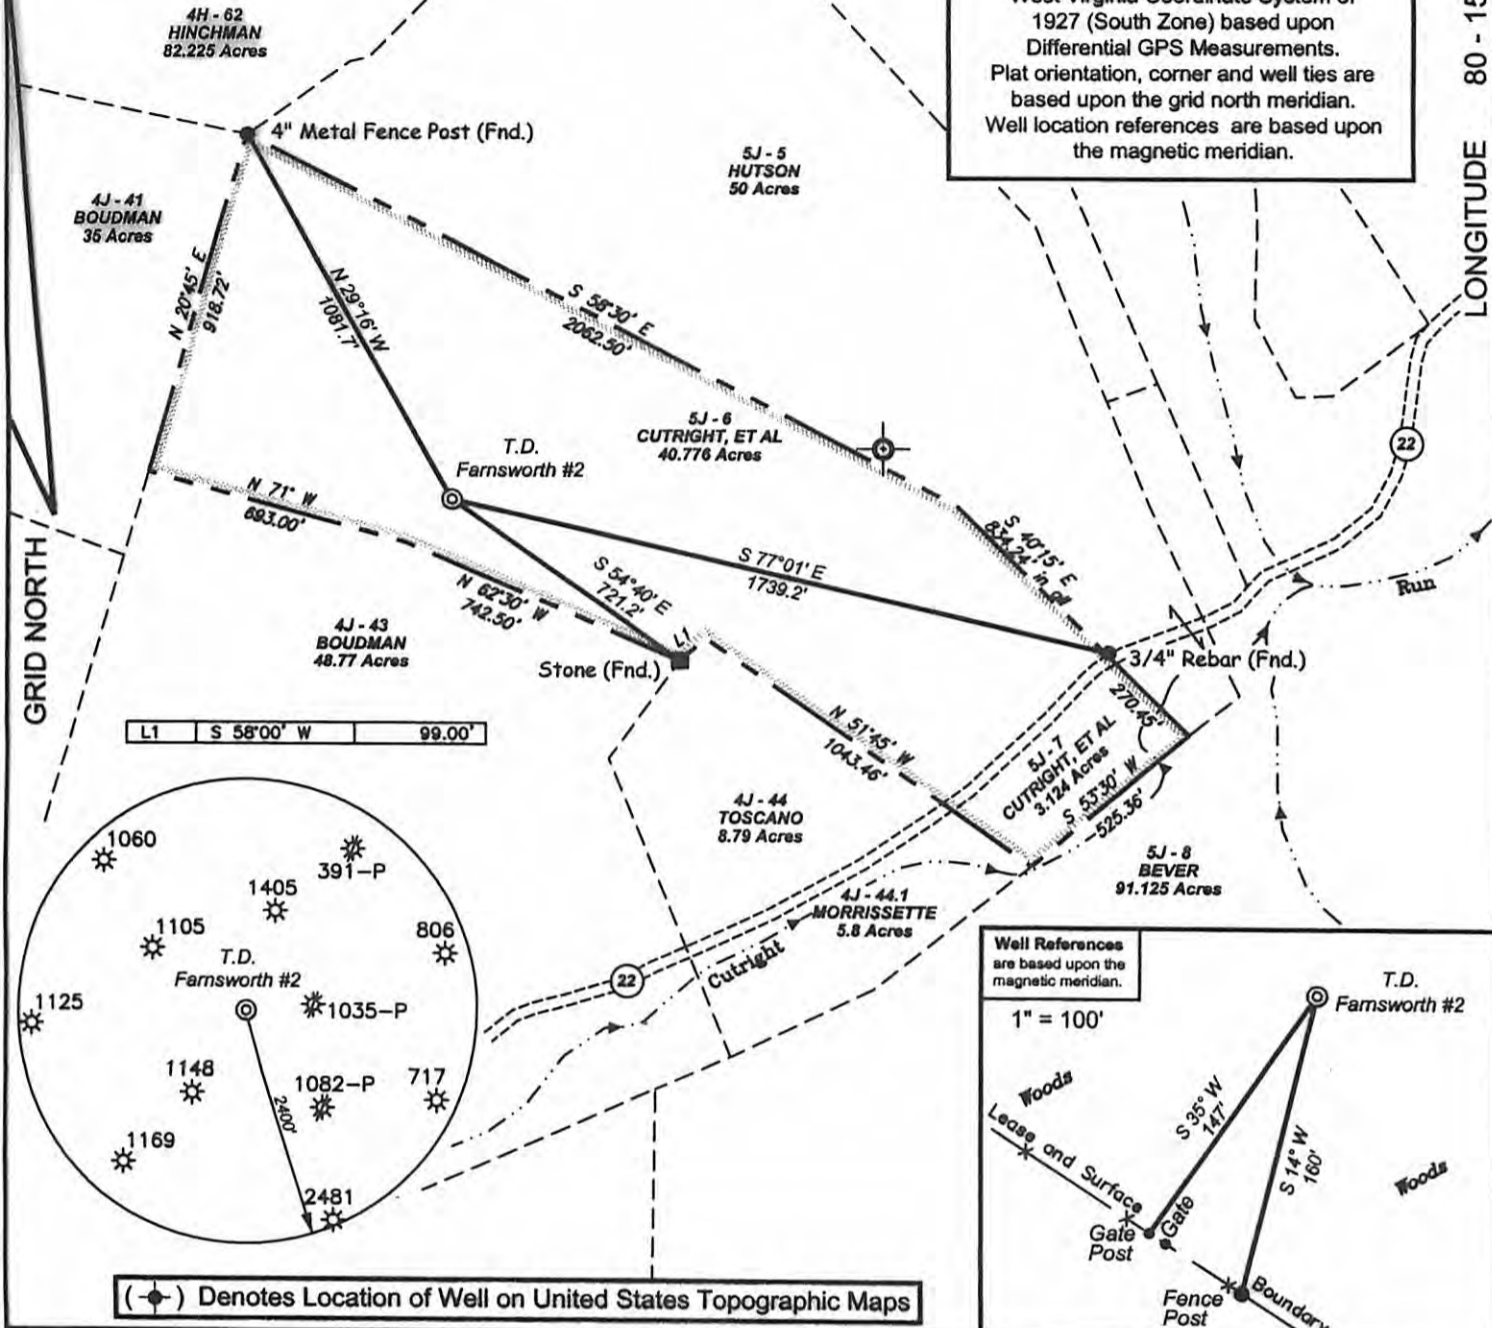 4H - 62
HINCHMAN
82.225 Acres
1927 (South Zone) based upon
Differential GPS Measurements.
Plat orientation, corner and well ties are
based upon the grid north meridian.
Well location references are based upon
the magnetic meridian.
LONGITUDE 80 - 15
4" Metal Fence Post (Fnd.)
5J - 5
HUTSON
50 Acres
4J - 41
BOUDMAN
35 Acres
N 20°45' E
918.72'
N 29°16' W
1081.7'
S 58°30' E
2062.50'
5J - 6
CUTRIGHT, ET AL
40.776 Acres
22
T.D.
Farnsworth #2
N 71° W
693.00'
S 40°15' E
834.24' in all
S 77°01' E
1739.2'
S 54°40' E
721.2'
N 62°30' W
742.50'
Run
GRID NORTH
4J - 43
BOUDMAN
48.77 Acres
L1
Stone (Fnd.)
3/4" Rebar (Fnd.)
270.45'
L1 S 58°00' W 99.00'
N 51°45' W
1043.46'
5J - 7
CUTRIGHT, ET AL
3.124 Acres
S 53°30' W
525.36'
4J - 44
TOSCANO
8.79 Acres
5J - 8
BEVER
91.125 Acres
4J - 44.1
MORRISSETTE
5.8 Acres
Cutright
22
1060
391-P
1405
1105
806
T.D.
Farnsworth #2
1125
1035-P
1148
1082-P
717
2400'
1169
2481
Well References
are based upon the
magnetic meridian.
1" = 100'
T.D.
Farnsworth #2
Woods
S 35° W
147'
S 14° W
160'
Woods
Lease and Surface
Gate
Gate
Post
Fence
Post
Boundary
( ) Denotes Location of Well on United States Topographic Maps